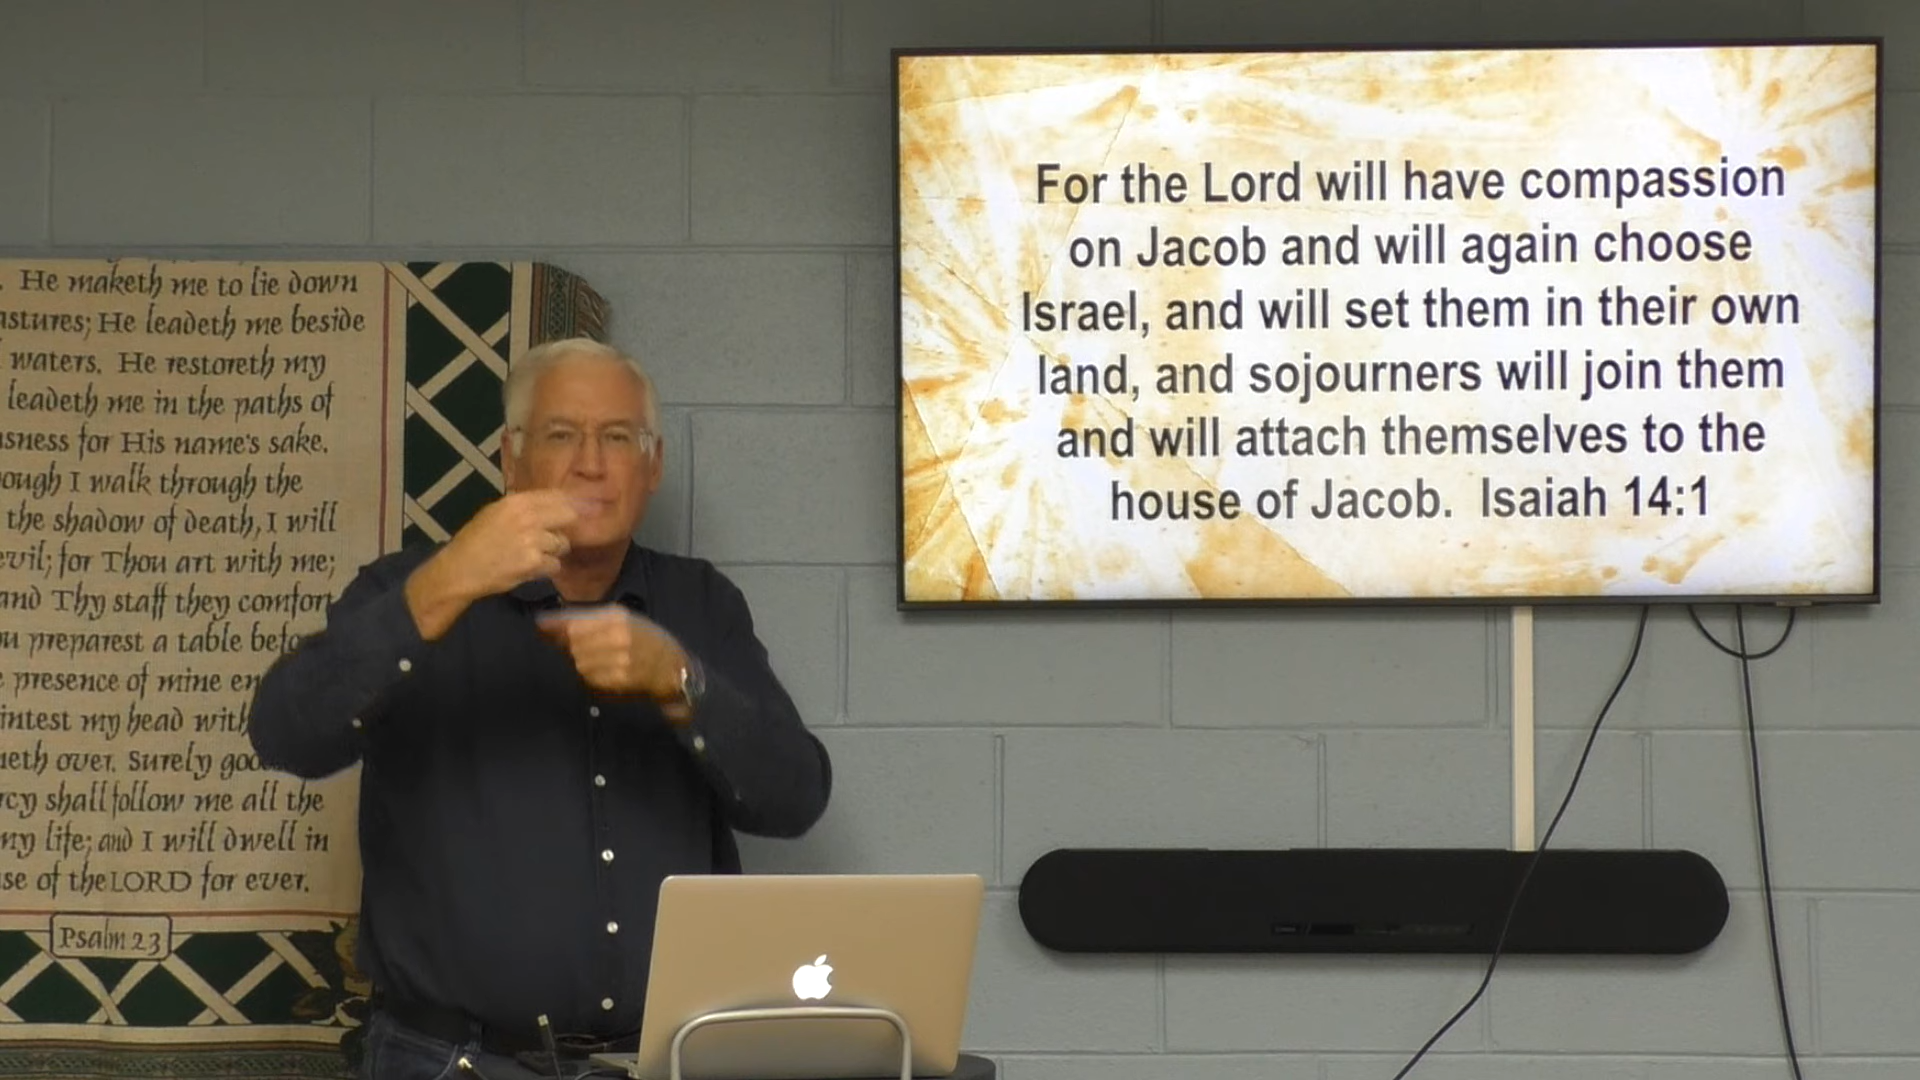 . He maketh me to lie down
astures; He leadeth me beside
waters. He restoreth my
leadeth me in the paths of
sness for His name's sake.
ough I walk through the
the shadow of death, I will
evil; for Thou art with me;
and Thy staff they comfort
u preparest a table befo
presence of mine en
intest my head with
neth over. Surely goo
rcy shall follow me all the
my life; and I will dwell in
se of the LORD for ever.
Psalm 23
For the Lord will have compassion
on Jacob and will again choose
Israel, and will set them in their own
land, and sojourners will join them
and will attach themselves to the
house of Jacob. Isaiah 14:1